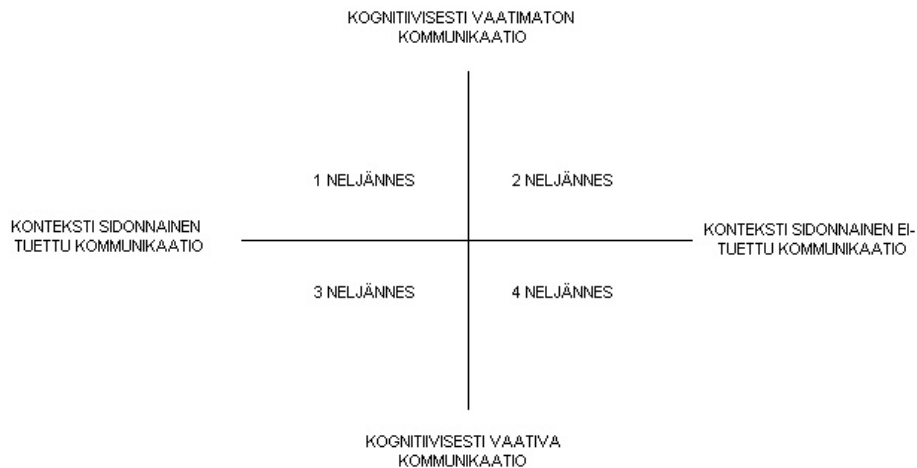 KOGNITIIVISESTI VAATIMATON
KOMMUNIKAATIO
1 NELJÄNNES
2 NELJÄNNES
KONTEKSTI SIDONNAINEN
TUETTU KOMMUNIKAATIO
KONTEKSTI SIDONNAINEN EI-
TUETTU KOMMUNIKAATIO
3 NELJÄNNES
4 NELJÄNNES
KOGNITIIVISESTI VAATIVA
KOMMUNIKAATIO